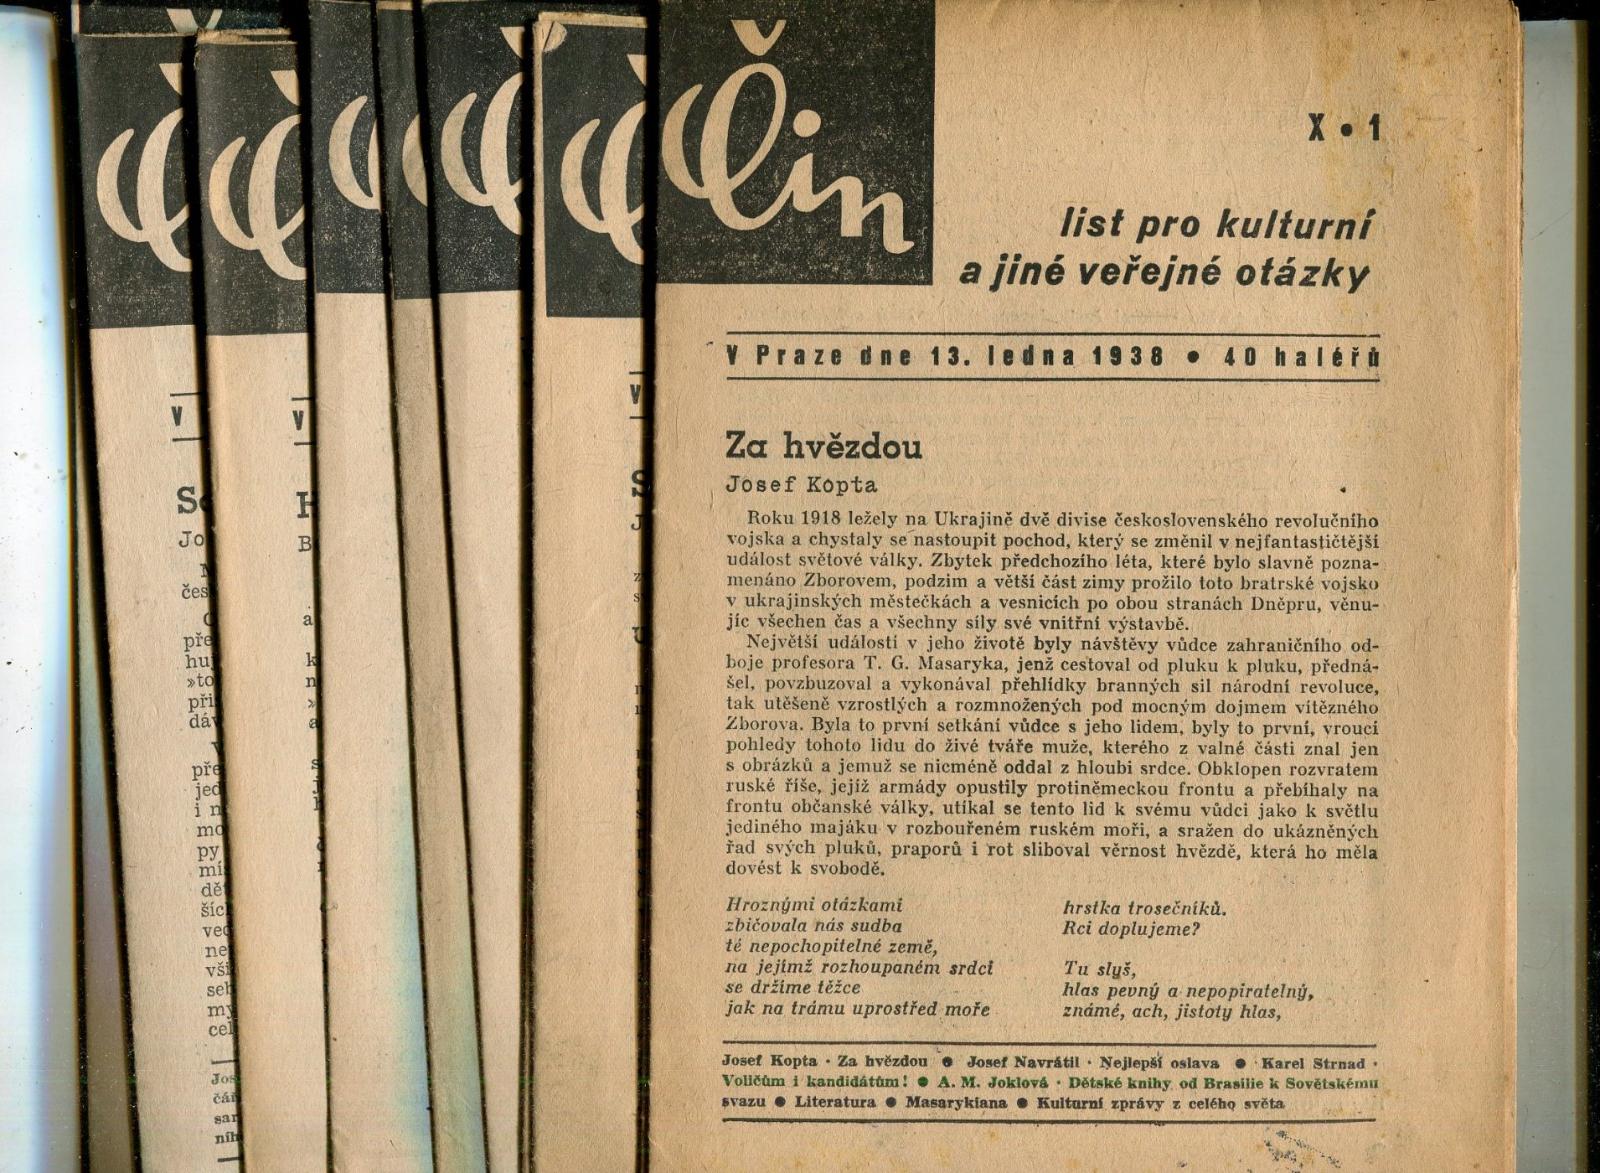 Čin
X • 1
list pro kulturní
a jiné veřejné otázky
V Praze dne 13. ledna 1938 • 40 haléřů
Za hvězdou
Josef Kopta
Roku 1918 ležely na Ukrajině dvě divise československého revolučního
vojska a chystaly se nastoupit pochod, který se změnil v nejfantastičtější
událost světové války. Zbytek předchozího léta, které bylo slavně pozna-
menáno Zborovem, podzim a větší část zimy prožilo toto bratrské vojsko
v ukrajinských městečkách a vesnicích po obou stranách Dněpru, věnu-
jíc všechen čas a všechny síly své vnitřní výstavbě.
Největší událostí v jeho životě byly návštěvy vůdce zahraničního od-
boje profesora T. G. Masaryka, jenž cestoval od pluku k pluku, předná-
šel, povzbuzoval a vykonával přehlídky branných sil národní revoluce,
tak utěšeně vzrostlých a rozmnožených pod mocným dojmem vítězného
Zborova. Byla to první setkání vůdce s jeho lidem, byly to první, vroucí
pohledy tohoto lidu do živé tváře muže, kterého z valné části znal jen
s obrázků a jemuž se nicméně oddal z hloubi srdce. Obklopen rozvratem
ruské říše, jejíž armády opustily protiněmeckou frontu a přebíhaly na
frontu občanské války, utíkal se tento lid k svému vůdci jako k světlu
jediného majáku v rozbouřeném ruském moři, a sražen do ukázněných
řad svých pluků, praporů i rot sliboval věrnost hvězdě, která ho měla
dovést k svobodě.
Hroznými otázkami
zbičovala nás sudba
té nepochopitelné země,
na jejímž rozhoupaném srdci
se držíme těžce
jak na trámu uprostřed moře
hrstka trosečníků.
Rci doplujeme?
Tu slyš,
hlas pevný a nepopiratelný,
známé, ach, jistoty hlas,
Josef Kopta · Za hvězdou ● Josef Navrátil · Nejlepší oslava ● Karel Strnad ·
Voličům i kandidátům! ● A. M. Joklová · Dětské knihy od Brasilie k Sovětskému
svazu ● Literatura ● Masarykiana ● Kulturní zprávy z celého světa